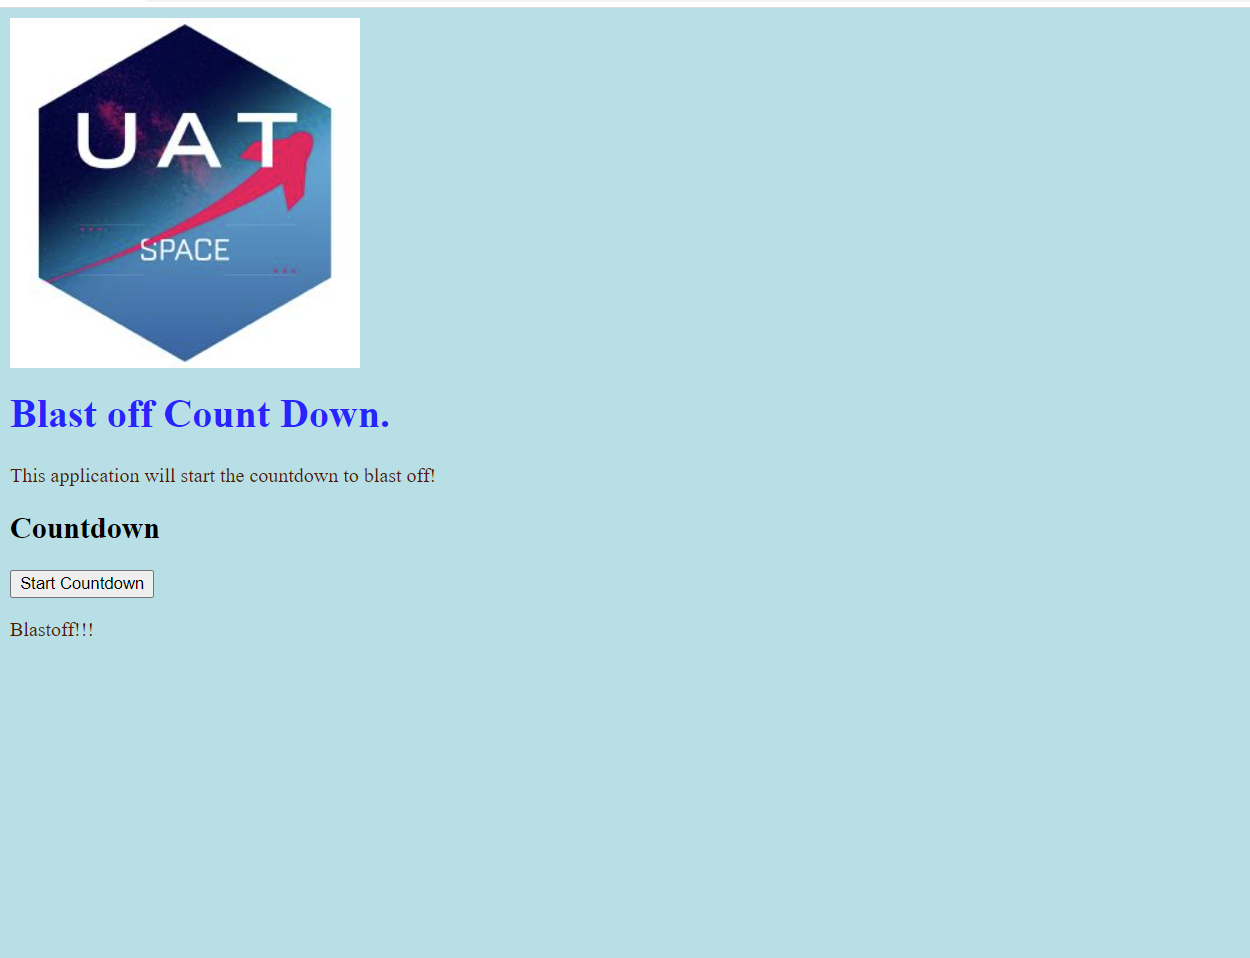 UAT
SPACE
Blast off Count Down.
This application will start the countdown to blast off!
Countdown
Start Countdown
Blastoff!!!